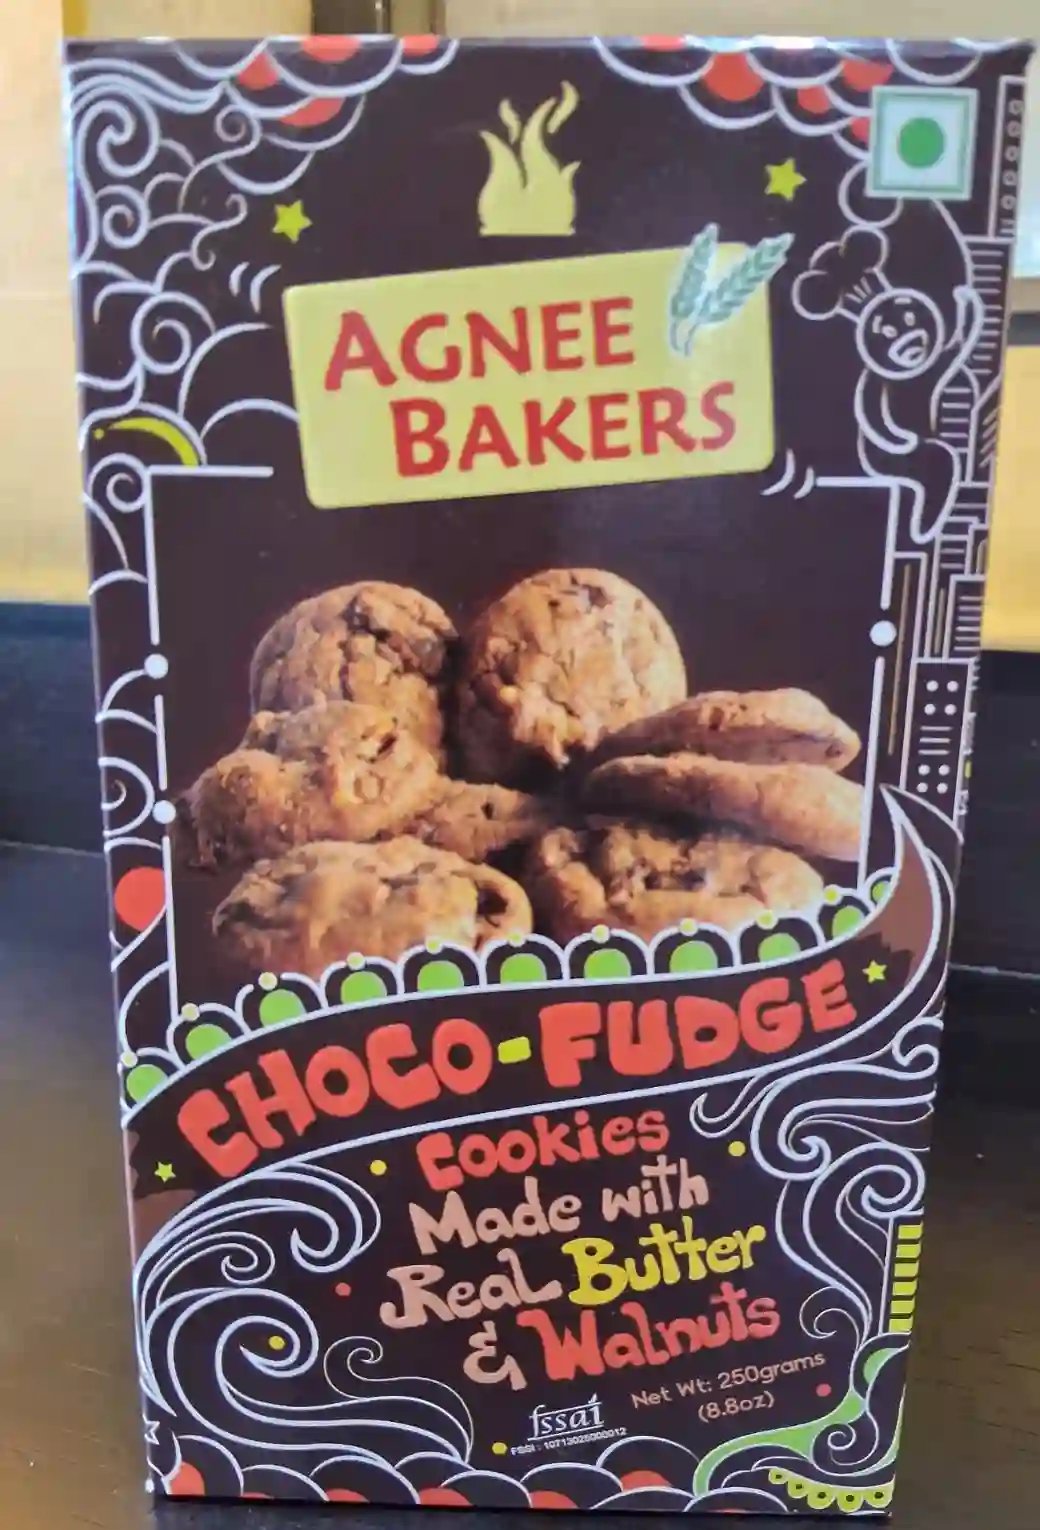 AGNEE
BAKERS
CHOCO-FUDGE
Cookies
Made with
Real Butter
& Walnuts
Net Wt: 250grams
(8.8oz)
fssai